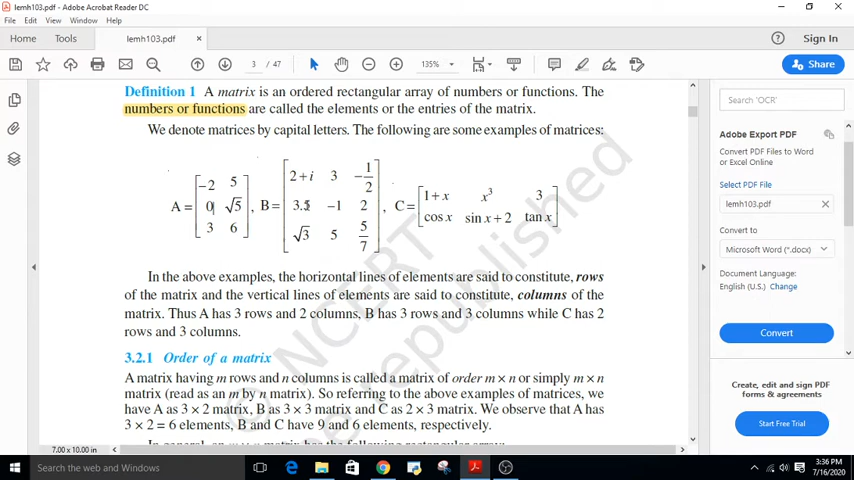 lemh103.pdf - Adobe Acrobat Reader DC
File Edit View Window Help
Home Tools lemh103.pdf × Sign In
3 / 47 135% Share
Definition 1 A matrix is an ordered rectangular array of numbers or functions. The
numbers or functions are called the elements or the entries of the matrix.
We denote matrices by capital letters. The following are some examples of matrices:
A = [ -2 5 ; 0 √5 ; 3 6 ], B = [ 2 + i 3 -1/2 ; 3.5 -1 2 ; √3 5 5/7 ], C = [ 1 + x x³ 3 ; cos x sin x + 2 tan x ]
In the above examples, the horizontal lines of elements are said to constitute, rows
of the matrix and the vertical lines of elements are said to constitute, columns of the
matrix. Thus A has 3 rows and 2 columns, B has 3 rows and 3 columns while C has 2
rows and 3 columns.
3.2.1 Order of a matrix
A matrix having m rows and n columns is called a matrix of order m × n or simply m × n
matrix (read as an m by n matrix). So referring to the above examples of matrices, we
have A as 3 × 2 matrix, B as 3 × 3 matrix and C as 2 × 3 matrix. We observe that A has
3 × 2 = 6 elements, B and C have 9 and 6 elements, respectively.
In general, an m × n matrix has the following rectangular array:
© NCERT
be republished
7.00 x 10.00 in
Search 'OCR'
Adobe Export PDF
Convert PDF Files to Word
or Excel Online
Select PDF File
lemh103.pdf
Convert to
Microsoft Word (*.docx)
Document Language:
English (U.S.) Change
Convert
Create, edit and sign PDF
forms & agreements
Start Free Trial
Search the web and Windows
3:36 PM
7/16/2020